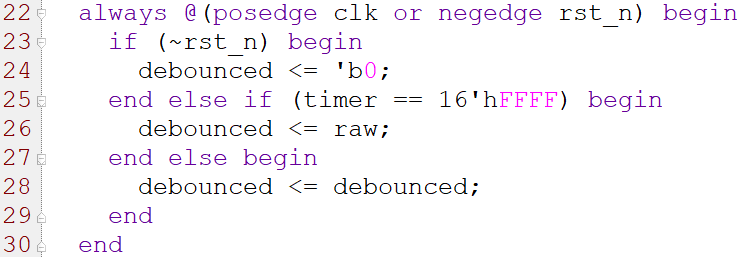 22 always @(posedge clk or negedge rst_n) begin
23 if (~rst_n) begin
24 debounced <= 'b0;
25 end else if (timer == 16'hFFFF) begin
26 debounced <= raw;
27 end else begin
28 debounced <= debounced;
29 end
30 end